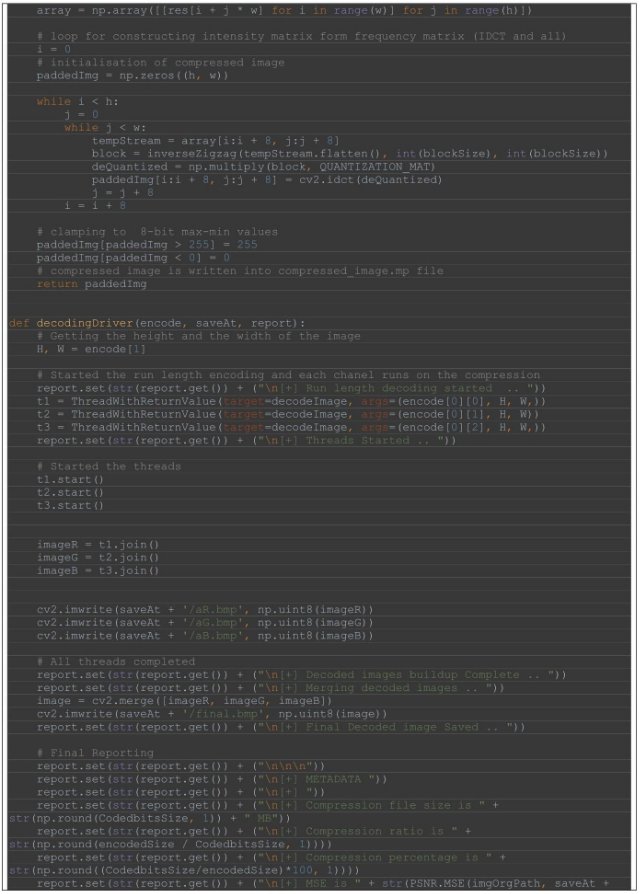 array = np.array([[res[i + j * w] for i in range(w)] for j in range(h)])
# loop for constructing intensity matrix form frequency matrix (IDCT and all)
i = 0
# initialisation of compressed image
paddedImg = np.zeros((h, w))
while i < h:
j = 0
while j < w:
tempStream = array[i:i + 8, j:j + 8]
block = inverseZigzag(tempStream.flatten(), int(blockSize), int(blockSize))
deQuantized = np.multiply(block, QUANTIZATION_MAT)
paddedImg[i:i + 8, j:j + 8] = cv2.idct(deQuantized)
j = j + 8
i = i + 8
# clamping to  8-bit max-min values
paddedImg[paddedImg > 255] = 255
paddedImg[paddedImg < 0] = 0
# compressed image is written into compressed_image.mp file
return paddedImg
def decodingDriver(encode, saveAt, report):
# Getting the height and the width of the image
H, W = encode[1]
# Started the run length encoding and each chanel runs on the compression
report.set(str(report.get()) + ("\n[+] Run length decoding started  .. "))
t1 = ThreadWithReturnValue(target=decodeImage, args=(encode[0][0], H, W,))
t2 = ThreadWithReturnValue(target=decodeImage, args=(encode[0][1], H, W))
t3 = ThreadWithReturnValue(target=decodeImage, args=(encode[0][2], H, W,))
report.set(str(report.get()) + ("\n[+] Threads Started .. "))
# Started the threads
t1.start()
t2.start()
t3.start()
imageR = t1.join()
imageG = t2.join()
imageB = t3.join()
cv2.imwrite(saveAt + '/aR.bmp', np.uint8(imageR))
cv2.imwrite(saveAt + '/aG.bmp', np.uint8(imageG))
cv2.imwrite(saveAt + '/aB.bmp', np.uint8(imageB))
# All threads completed
report.set(str(report.get()) + ("\n[+] Decoded images buildup Complete .. "))
report.set(str(report.get()) + ("\n[+] Merging decoded images .. "))
image = cv2.merge([imageR, imageG, imageB])
cv2.imwrite(saveAt + '/final.bmp', np.uint8(image))
report.set(str(report.get()) + ("\n[+] Final Decoded image Saved .. "))
# Final Reporting
report.set(str(report.get()) + ("\n\n\n"))
report.set(str(report.get()) + ("\n[+] METADATA "))
report.set(str(report.get()) + ("\n[+] "))
report.set(str(report.get()) + ("\n[+] Compression file size is " +
str(np.round(CodedbitsSize, 1)) + " MB"))
report.set(str(report.get()) + ("\n[+] Compression ratio is " +
str(np.round(encodedSize / CodedbitsSize, 1))))
report.set(str(report.get()) + ("\n[+] Compression percentage is " +
str(np.round((CodedbitsSize/encodedSize)*100, 1))))
report.set(str(report.get()) + ("\n[+] MSE is " + str(PSNR.MSE(imgOrgPath, saveAt +